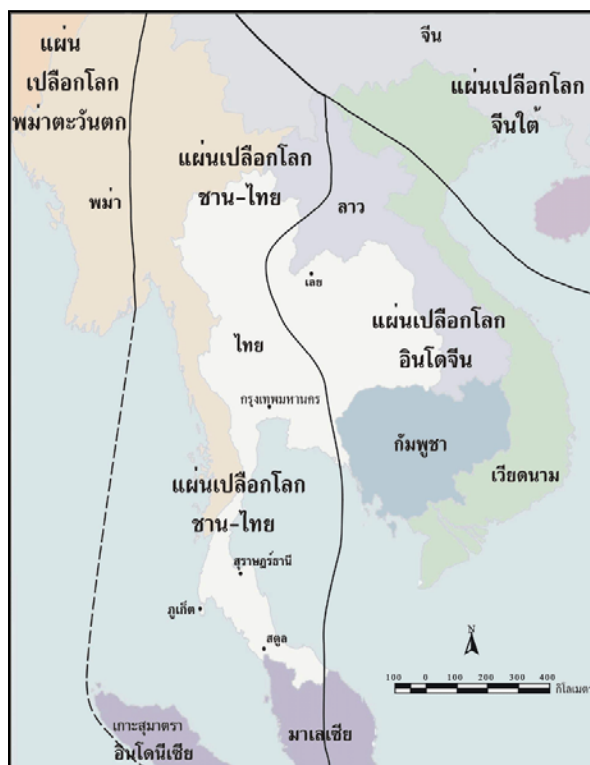 แผ่น
เปลือกโลก
พม่าตะวันตก
จีน
แผ่นเปลือกโลก
จีนใต้
แผ่นเปลือกโลก
ชาน-ไทย
พม่า
ลาว
เลย
แผ่นเปลือกโลก
อินโดจีน
ไทย
กรุงเทพมหานคร
กัมพูชา
เวียดนาม
แผ่นเปลือกโลก
ชาน-ไทย
สุราษฎร์ธานี
ภูเก็ต
สตูล
N
100 0 100 200 300 400
กิโลเมตร
เกาะสุมาตรา
อินโดนีเซีย
มาเลเซีย